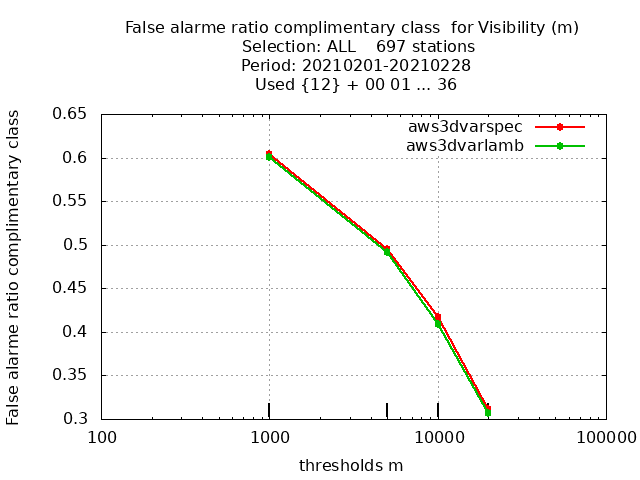 False alarme ratio complimentary class  for Visibility (m)
Selection: ALL    697 stations
Period: 20210201-20210228
Used {12} + 00 01 ... 36
False alarme ratio complimentary class
0.65
0.6
0.55
0.5
0.45
0.4
0.35
0.3
aws3dvarspec
aws3dvarlamb
100
1000
10000
100000
thresholds m